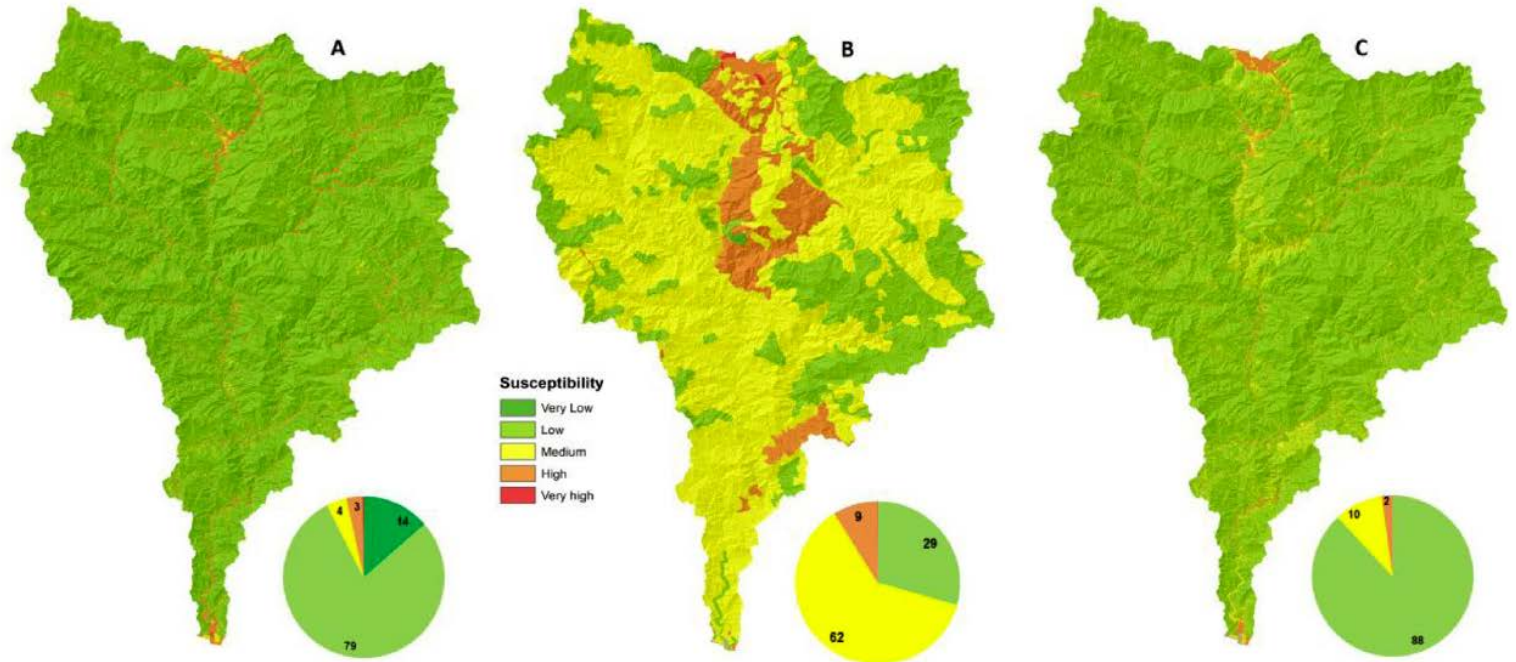 A
B
C
Susceptibility
Very Low
Low
Medium
High
Very high
4
3
14
79
9
29
62
10
2
88